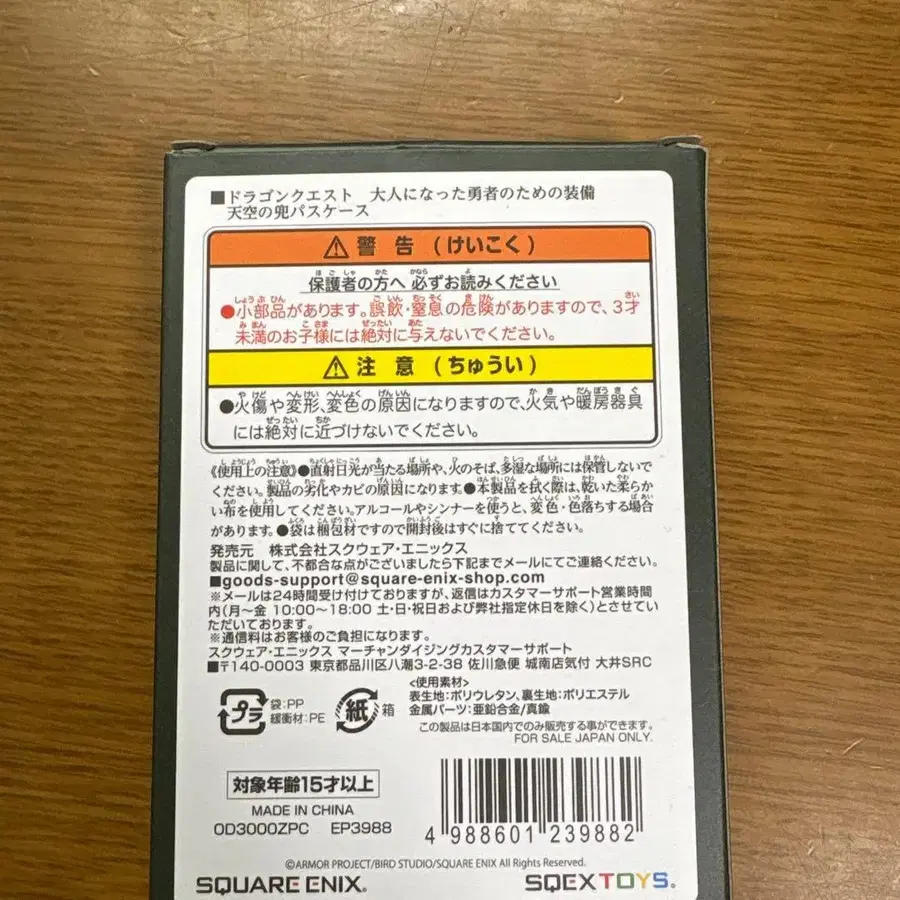 ■ドラゴンクエスト 大人になった勇者のための装備
天空の兜パスケース
⚠警告(けいこく)
保護者の方へ 必ずお読みください
●小部品があります。誤飲・窒息の危険がありますので、3才
未満のお子様には絶対に与えないでください。
⚠注意(ちゅうい)
●火傷や変形、変色の原因になりますので、火気や暖房器具
には絶対に近づけないでください。
《使用上の注意》●直射日光が当たる場所や、火のそば、多湿な場所には保管しないで
ください。製品の劣化やカビの原因になります。●本製品を拭く際は、乾いた柔らか
い布を使用してください。アルコールやシンナーを使うと、変色・色落ちする場合
があります。●袋は梱包材ですので開封後はすぐに捨ててください。
発売元 株式会社スクウェア・エニックス
製品に関して、不都合な点がございましたら下記までメールにてご連絡ください。
■goods-support@square-enix-shop.com
※メールは24時間受け付けておりますが、返信はカスタマーサポート営業時間
内(月~金 10:00~18:00 土・日・祝日および弊社指定休日を除く)とさせてい
ただいております。
※通信料はお客様のご負担になります。
スクウェア・エニックス マーチャンダイジングカスタマーサポート
■〒140-0003 東京都品川区八潮3-2-38 佐川急便 城南店気付 大井SRC
プラ
袋:PP
緩衝材:PE
紙
箱
<使用素材>
表生地:ポリウレタン、裏生地:ポリエステル
金属パーツ:亜鉛合金/真鍮
この製品は日本国内でのみ販売する事ができます。
FOR SALE JAPAN ONLY.
対象年齢15才以上
MADE IN CHINA
OD3000ZPC EP3988
4 988601 239882
©ARMOR PROJECT/BIRD STUDIO/SQUARE ENIX All Rights Reserved.
SQUARE ENIX.
SQEX TOYS.